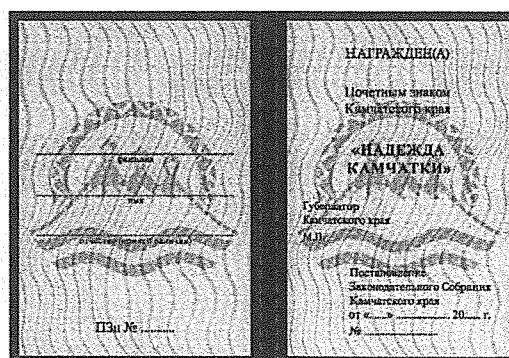 фамилия
имя
отчество (при его наличии)
ПЗн № ...........
НАГРАЖДЕН(А)
Почетным знаком
Камчатского края
«НАДЕЖДА
КАМЧАТКИ»
Губернатор
Камчатского края
М.П.
Постановление
Законодательного Собрания
Камчатского края
от «......» .................. 20...... г.
№ .........................